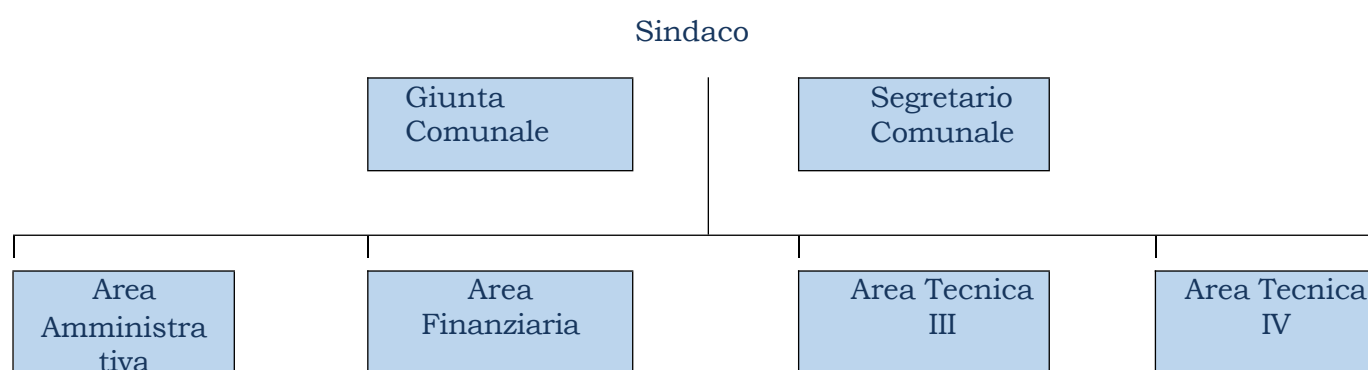 Sindaco
Giunta
Comunale
Segretario
Comunale
Area
Amministra
tiva
Area
Finanziaria
Area Tecnica
III
Area Tecnica
IV